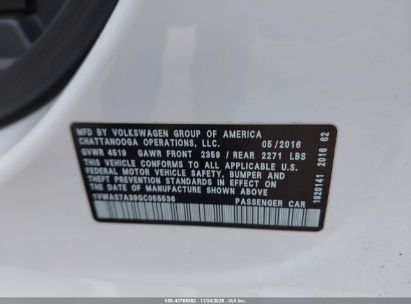 MFD BY VOLKSWAGEN GROUP OF AMERICA
CHATTANOOGA OPERATIONS, LLC. 05/2016
GVWR 4519 GAWR FRONT 2359 / REAR 2271 LBS
THIS VEHICLE CONFORMS TO ALL APPLICABLE U.S.
FEDERAL MOTOR VEHICLE SAFETY, BUMPER AND
THEFT PREVENTION STANDARDS IN EFFECT ON THE
DATE OF MANUFACTURE SHOWN ABOVE
1VWAS7A39GC055636 PASSENGER CAR
1820141 2016 62